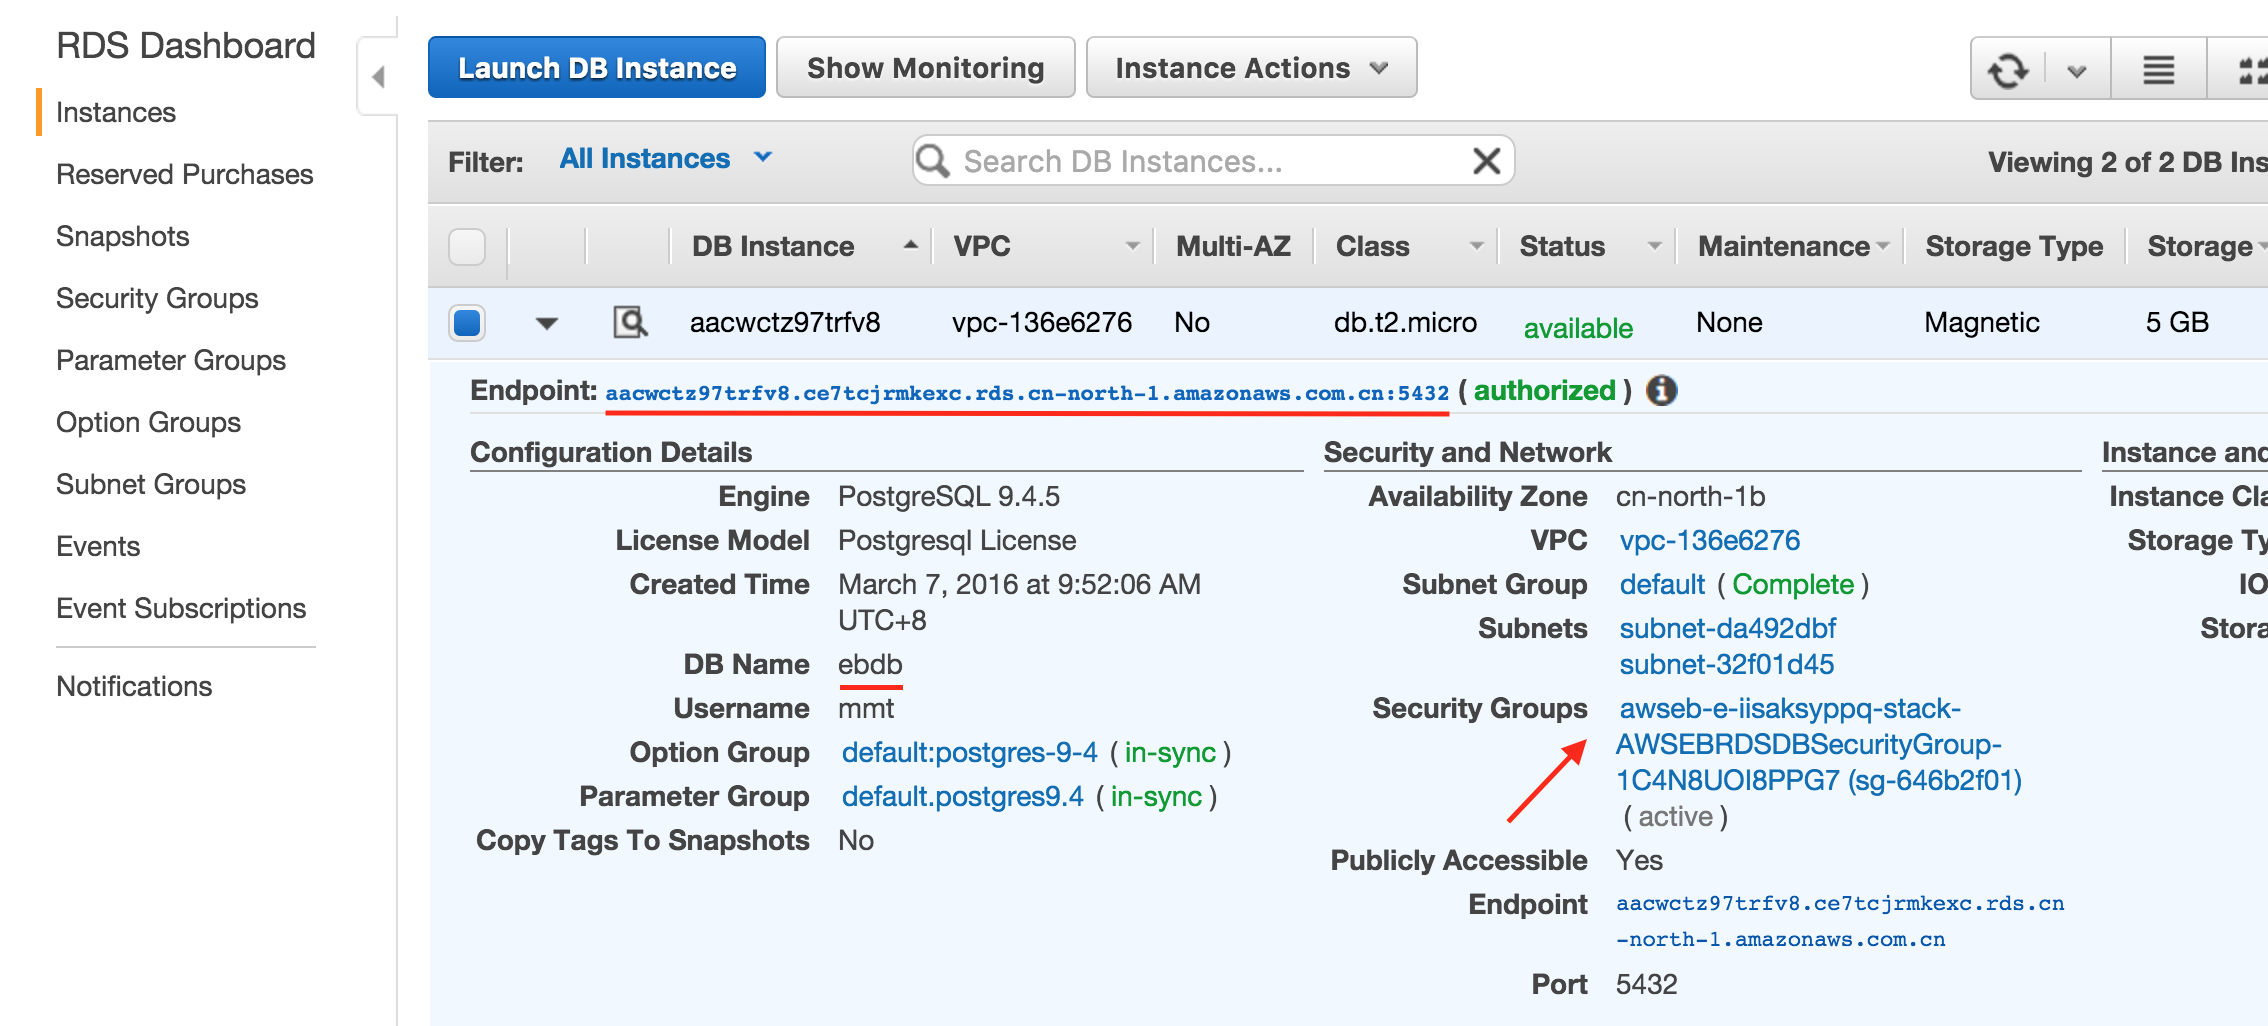 RDS Dashboard
Instances
Reserved Purchases
Snapshots
Security Groups
Parameter Groups
Option Groups
Subnet Groups
Events
Event Subscriptions
Notifications
Launch DB Instance Show Monitoring Instance Actions
Filter: All Instances Search DB Instances... Viewing 2 of 2 DB Ins
DB Instance VPC Multi-AZ Class Status Maintenance Storage Type Storage
aacwctz97trfv8 vpc-136e6276 No db.t2.micro available None Magnetic 5 GB
Endpoint: aacwctz97trfv8.ce7tcjrmkexc.rds.cn-north-1.amazonaws.com.cn:5432 ( authorized )
Configuration Details
Engine PostgreSQL 9.4.5
License Model Postgresql License
Created Time March 7, 2016 at 9:52:06 AM
UTC+8
DB Name ebdb
Username mmt
Option Group default:postgres-9-4 ( in-sync )
Parameter Group default.postgres9.4 ( in-sync )
Copy Tags To Snapshots No
Security and Network
Availability Zone cn-north-1b
VPC vpc-136e6276
Subnet Group default ( Complete )
Subnets subnet-da492dbf
subnet-32f01d45
Security Groups awseb-e-iisaksyppq-stack-
AWSEBRDSDBSecurityGroup-
1C4N8UOI8PPG7 (sg-646b2f01)
( active )
Publicly Accessible Yes
Endpoint aacwctz97trfv8.ce7tcjrmkexc.rds.cn
-north-1.amazonaws.com.cn
Port 5432
Instance and
Instance Cla
Storage Ty
IO
Stora